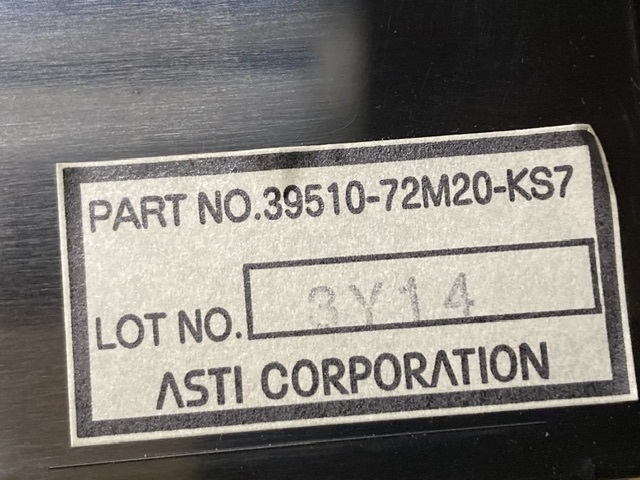 PART NO.39510-72M20-KS7
LOT NO. 3Y14
ASTI CORPORATION